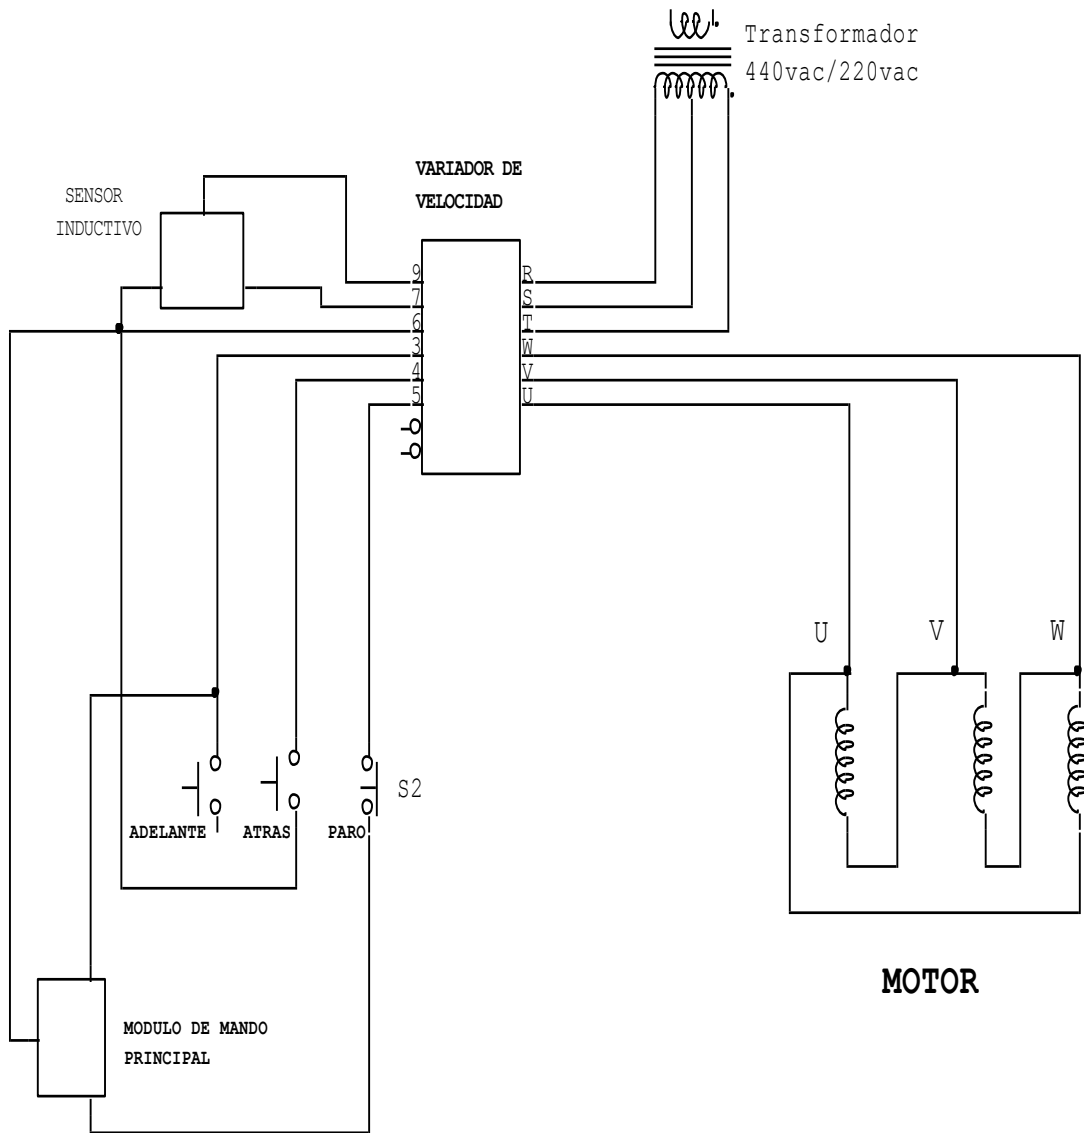 Transformador
440vac/220vac
VARIADOR DE
VELOCIDAD
SENSOR
INDUCTIVO
9
7
6
3
4
5
R
S
T
W
V
U
U
V
W
S2
ADELANTE
ATRAS
PARO
MOTOR
MODULO DE MANDO
PRINCIPAL